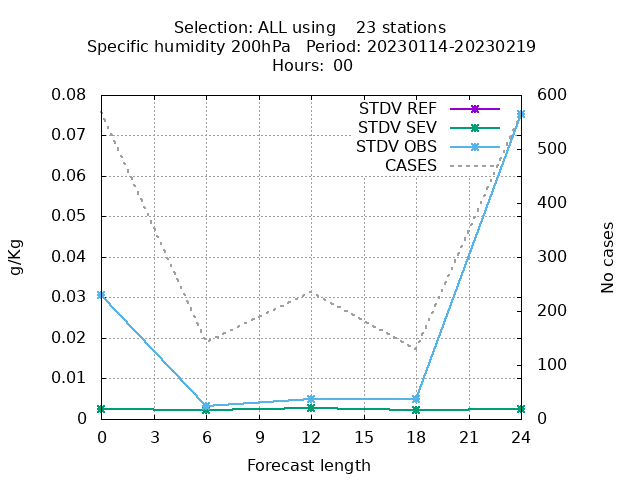 Selection: ALL using    23 stations
Specific humidity 200hPa   Period: 20230114-20230219
Hours:  00
0.08
0.07
0.06
0.05
0.04
0.03
0.02
0.01
0
g/Kg
STDV REF
STDV SEV
STDV OBS
CASES
600
500
400
300
200
100
0
No cases
0 3 6 9 12 15 18 21 24
Forecast length